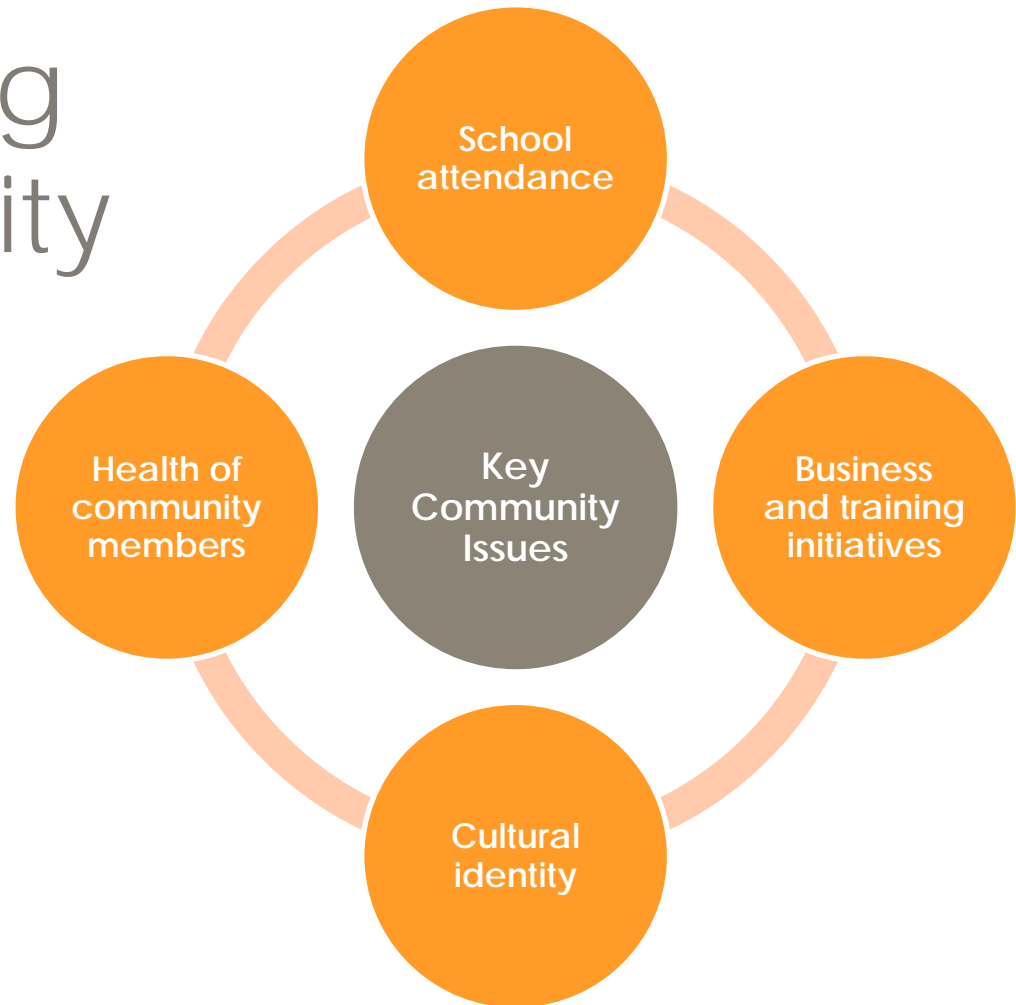 g
ity
School
attendance
Health of
community
members
Key
Community
Issues
Business
and training
initiatives
Cultural
identity